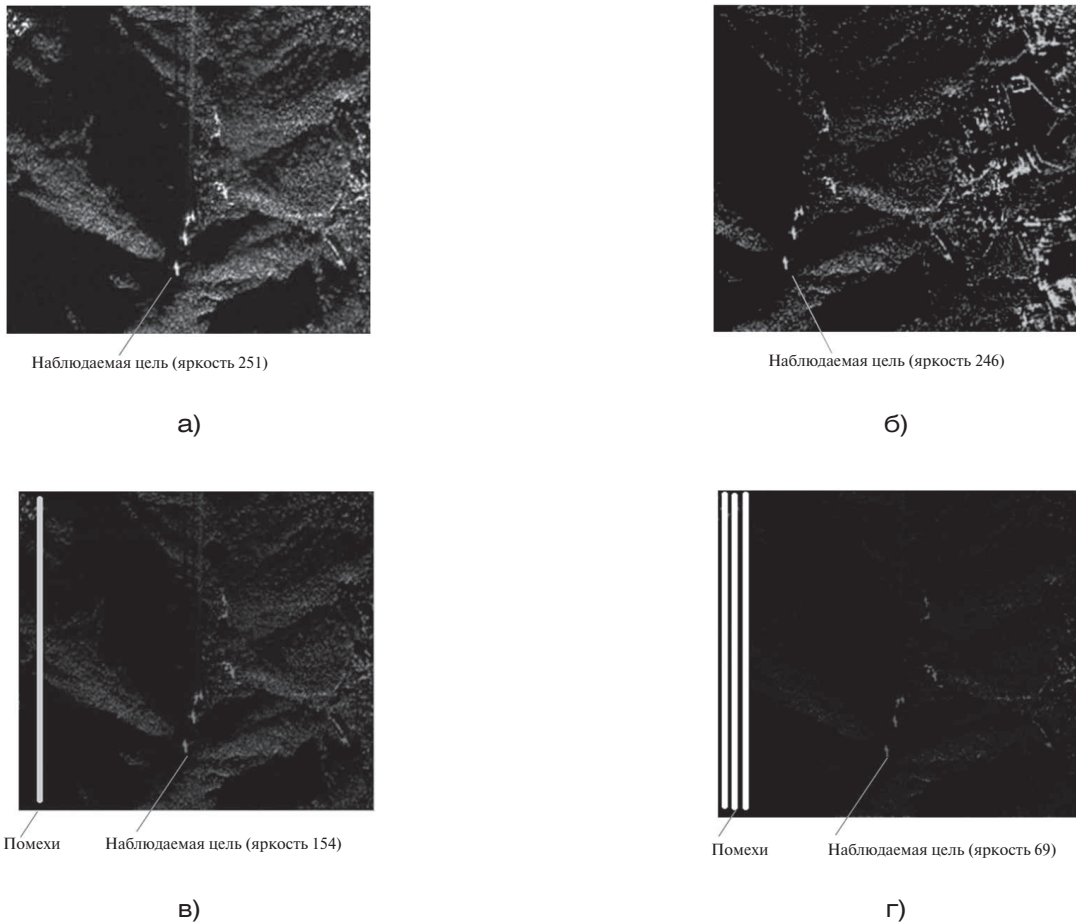 Наблюдаемая цель (яркость 251)
Наблюдаемая цель (яркость 246)
а)
б)
Помехи
Наблюдаемая цель (яркость 154)
Помехи
Наблюдаемая цель (яркость 69)
в)
г)